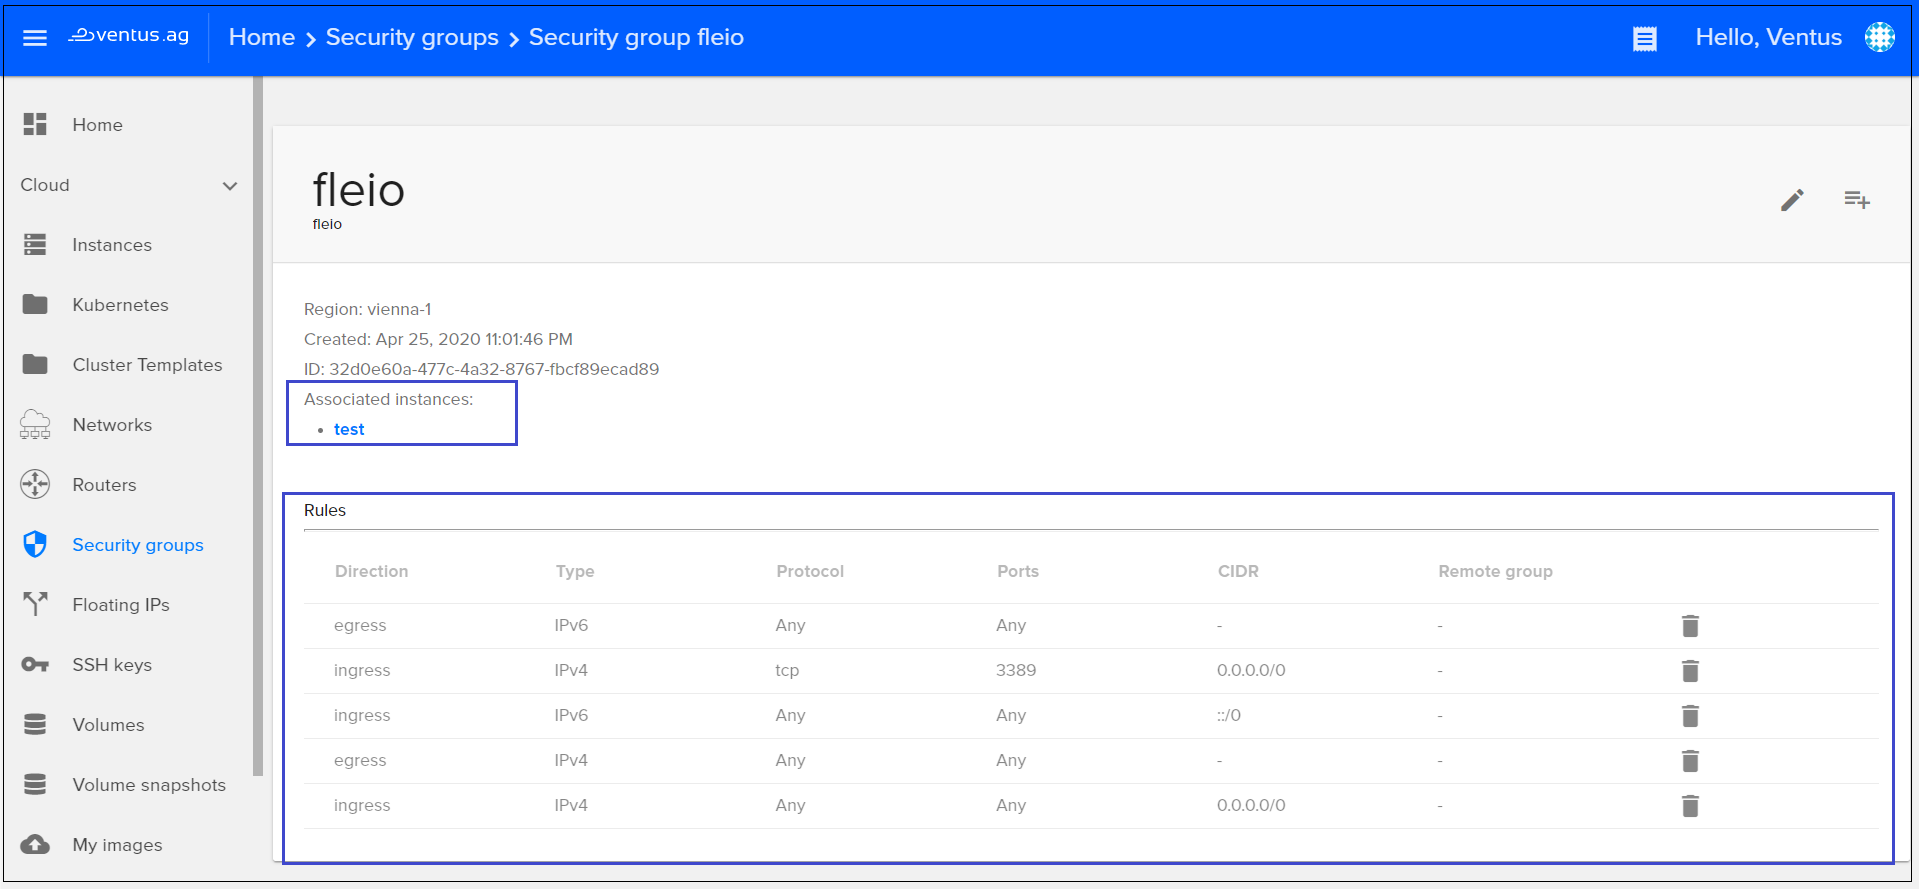 ventus.ag
Home > Security groups > Security group fleio
Hello, Ventus
Home
Cloud
Instances
Kubernetes
Cluster Templates
Networks
Routers
Security groups
Floating IPs
SSH keys
Volumes
Volume snapshots
My images
fleio
fleio
Region: vienna-1
Created: Apr 25, 2020 11:01:46 PM
ID: 32d0e60a-477c-4a32-8767-fbcf89ecad89
Associated instances:
• test
Rules
Direction Type Protocol Ports CIDR Remote group
egress IPv6 Any Any - -
ingress IPv4 tcp 3389 0.0.0.0/0 -
ingress IPv6 Any Any ::/0 -
egress IPv4 Any Any - -
ingress IPv4 Any Any 0.0.0.0/0 -